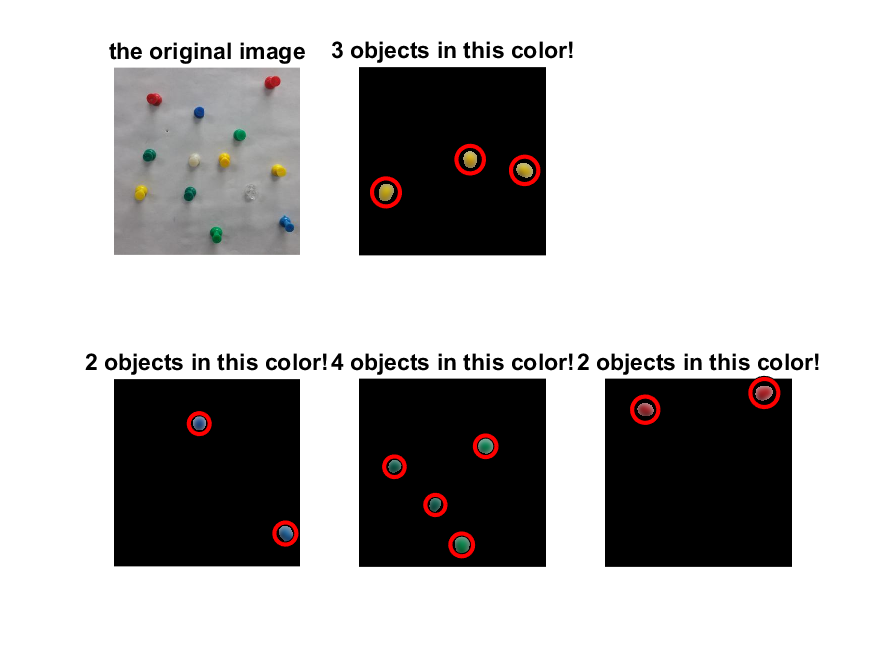 the original image
3 objects in this color!
2 objects in this color!
4 objects in this color!
2 objects in this color!